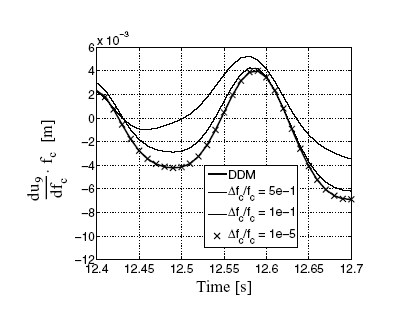 x 10⁻³
6
4
2
0
−2
−4
−6
−8
−10
−12
du₉/df_c · f_c [m]
DDM
Δf_c/f_c = 5e−1
Δf_c/f_c = 1e−1
Δf_c/f_c = 1e−5
12.4 12.45 12.5 12.55 12.6 12.65 12.7
Time [s]